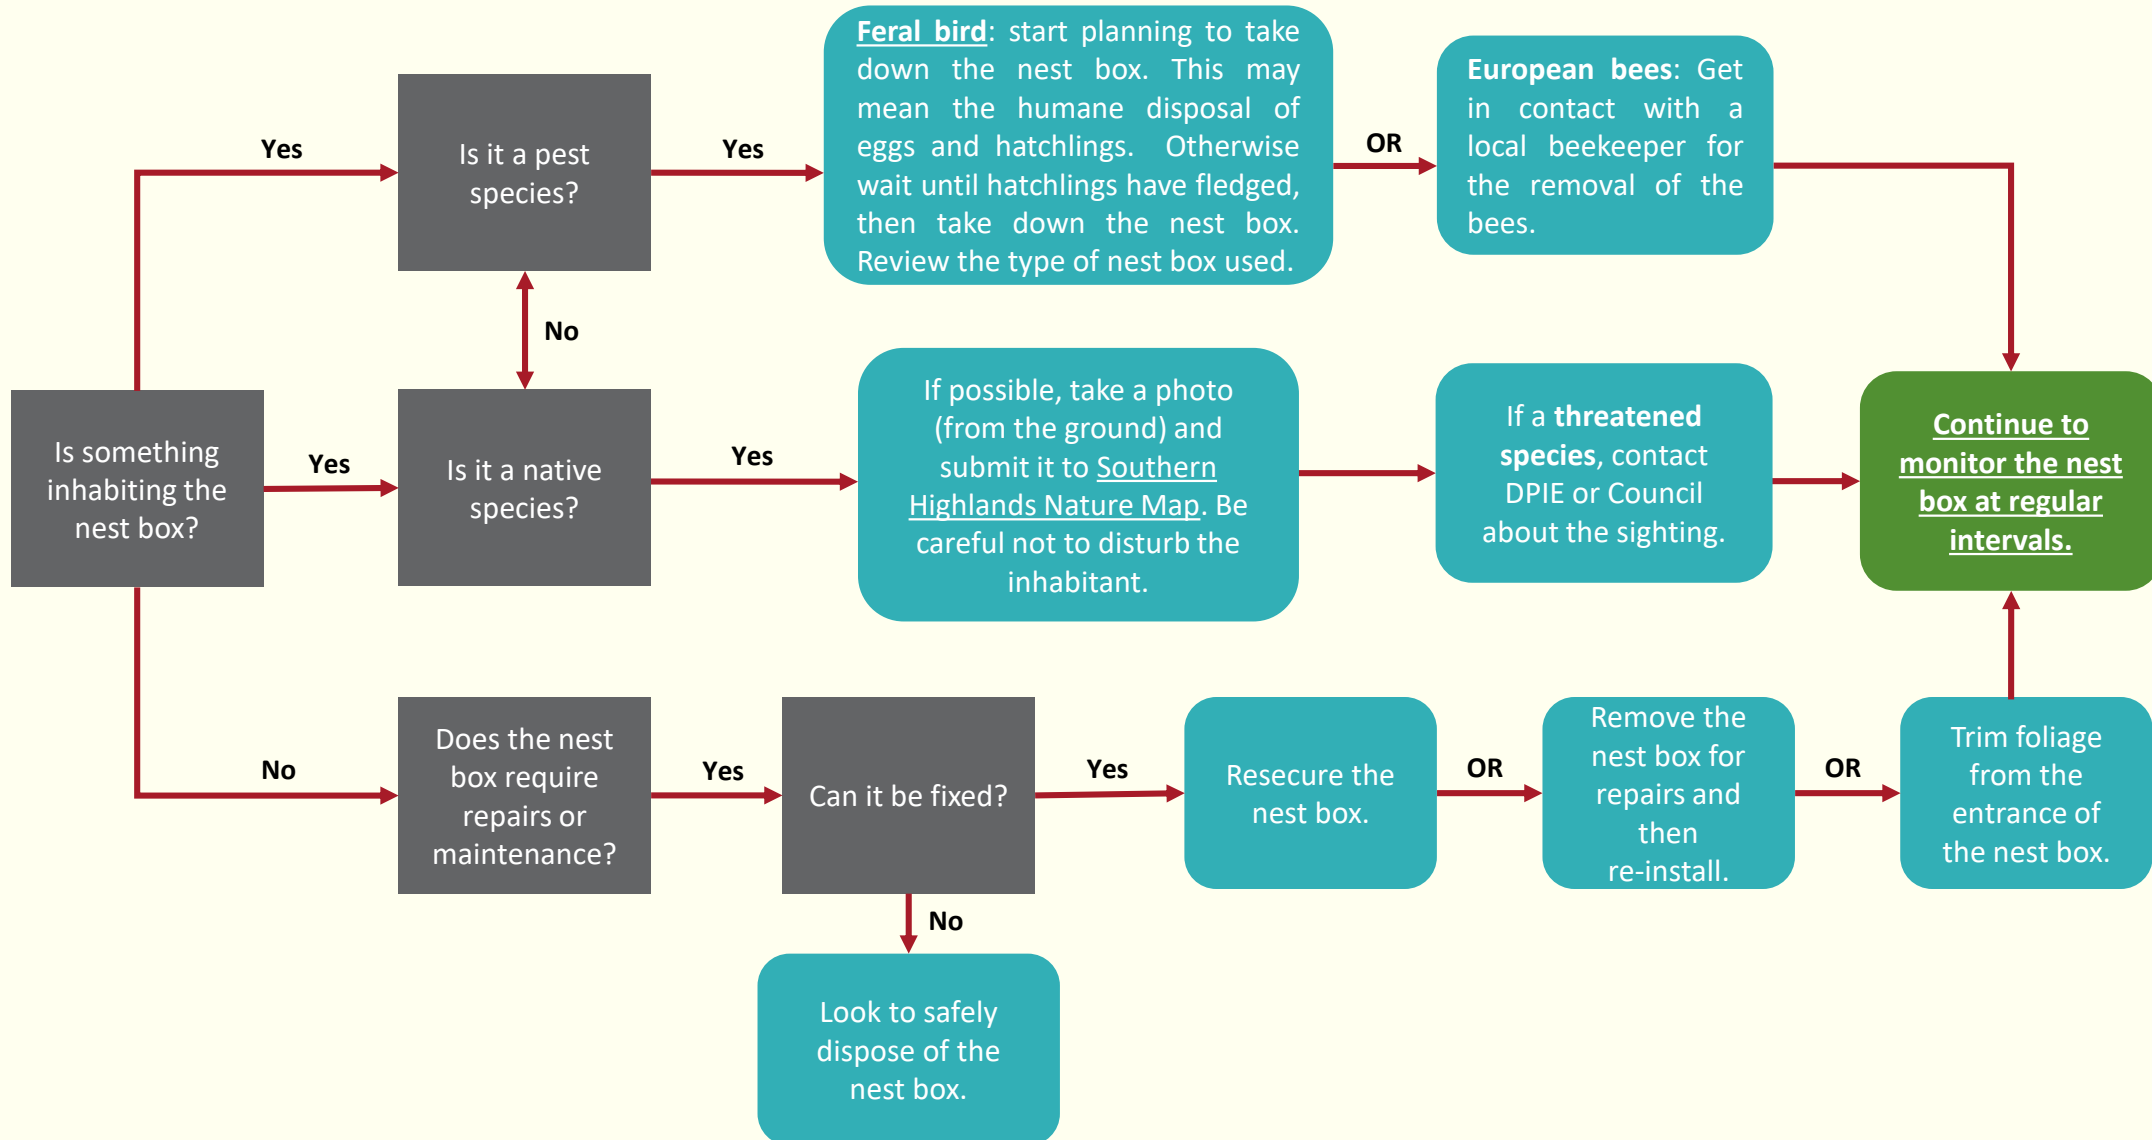 Feral bird: start planning to take
down the nest box. This may
mean the humane disposal of
eggs and hatchlings. Otherwise
wait until hatchlings have fledged,
then take down the nest box.
Review the type of nest box used.
European bees: Get
in contact with a
local beekeeper for
the removal of the
bees.
Yes
Is it a pest
species?
Yes
OR
No
Is something
inhabiting the
nest box?
Yes
Is it a native
species?
Yes
If possible, take a photo
(from the ground) and
submit it to Southern
Highlands Nature Map. Be
careful not to disturb the
inhabitant.
If a threatened
species, contact
DPIE or Council
about the sighting.
Continue to
monitor the nest
box at regular
intervals.
No
Does the nest
box require
repairs or
maintenance?
Yes
Can it be fixed?
Yes
Resecure the
nest box.
OR
Remove the
nest box for
repairs and
then
re-install.
OR
Trim foliage
from the
entrance of
the nest box.
No
Look to safely
dispose of the
nest box.